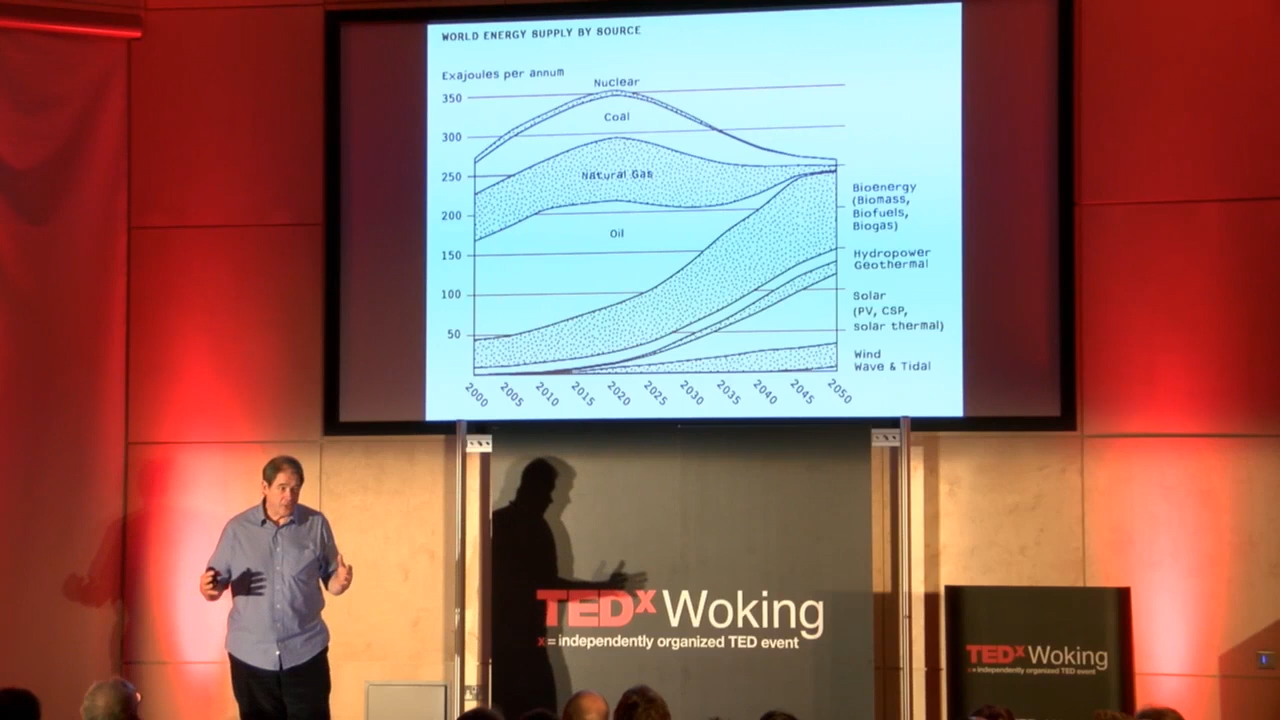 WORLD ENERGY SUPPLY BY SOURCE
Exajoules per annum
350
300
250
200
150
100
50
Nuclear
Coal
Natural Gas
Oil
Bioenergy
(Biomass,
Biofuels,
Biogas)
Hydropower
Geothermal
Solar
(PV, CSP,
solar thermal)
Wind
Wave & Tidal
2000 2005 2010 2015 2020 2025 2030 2035 2040 2045 2050
TEDx Woking
x = independently organized TED event
TEDx Woking
x = independently organized TED event